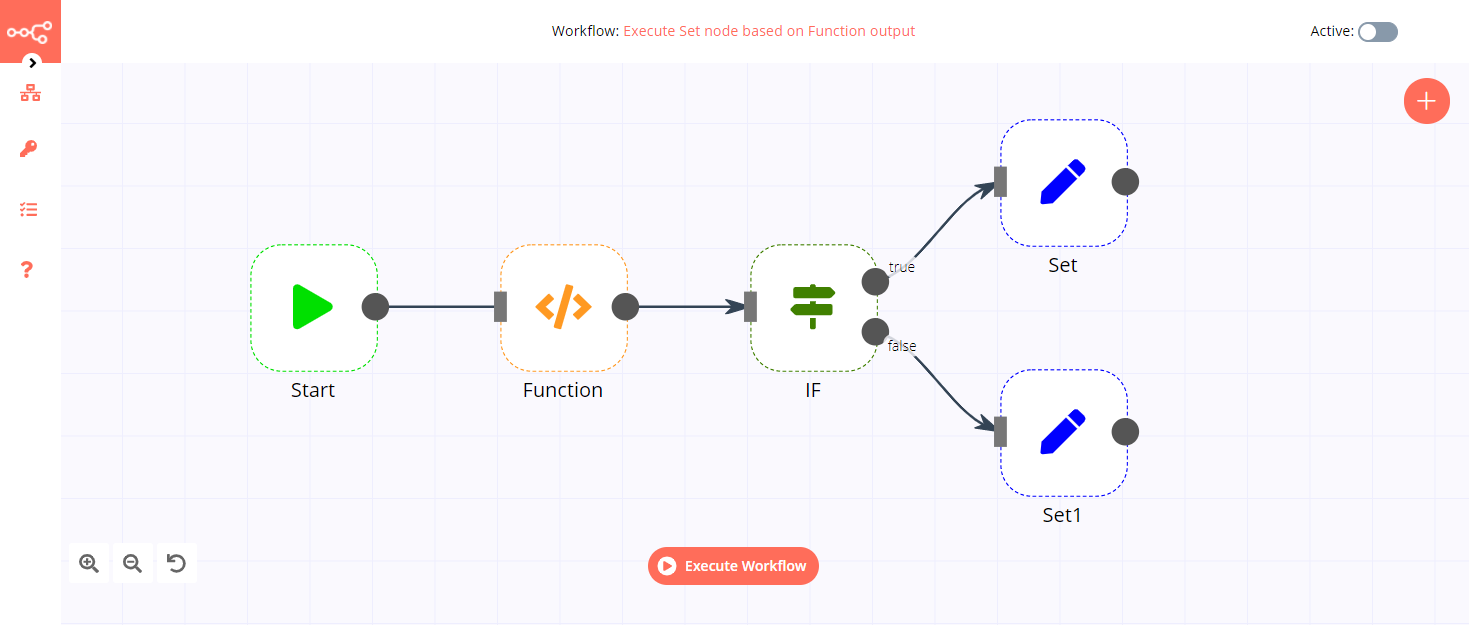 Workflow: Execute Set node based on Function output
Active:
Set
true
false
Start
Function
IF
Set1
Execute Workflow